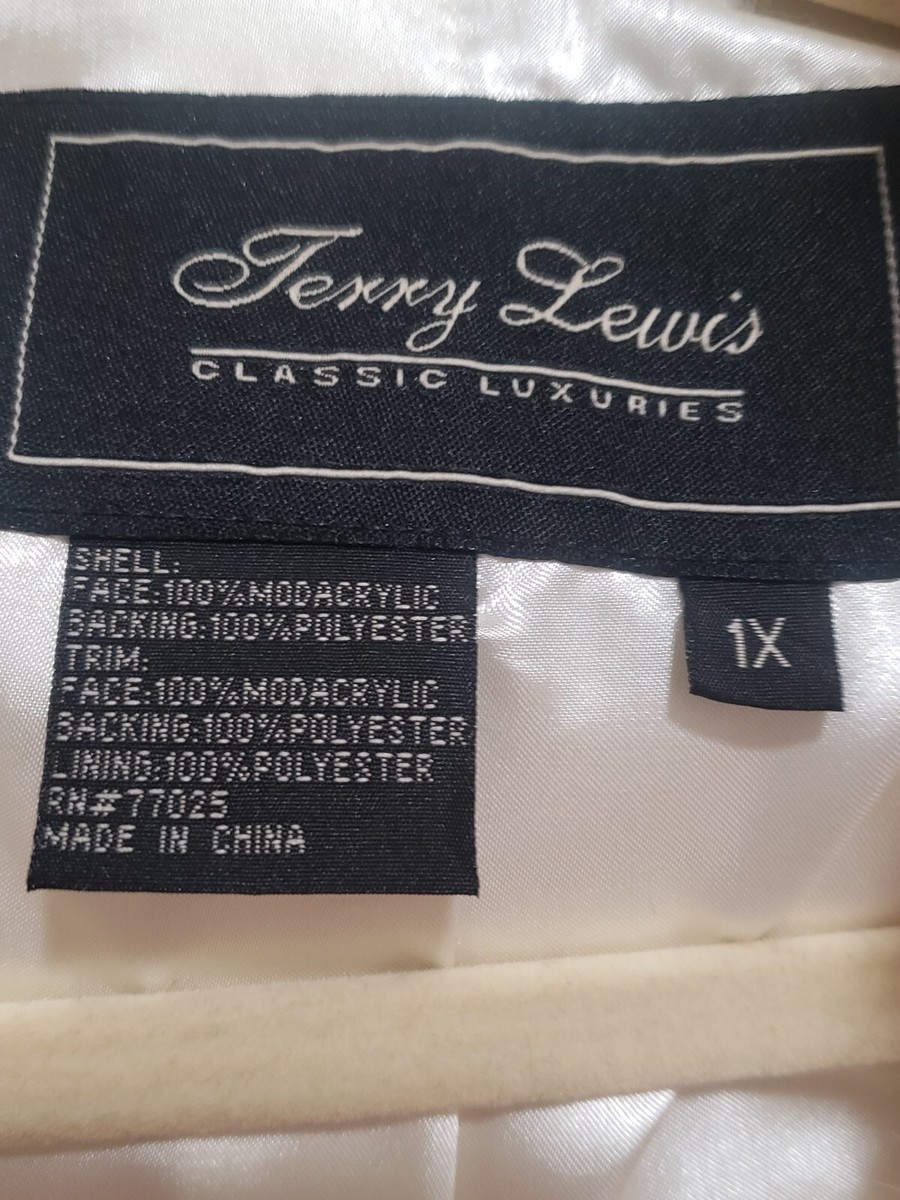 Terry Lewis
CLASSIC LUXURIES
SHELL:
FACE:100%MODACRYLIC
BACKING:100%POLYESTER
TRIM:
FACE:100%MODACRYLIC
BACKING:100%POLYESTER
LINING:100%POLYESTER
RN#77025
MADE IN CHINA
1X